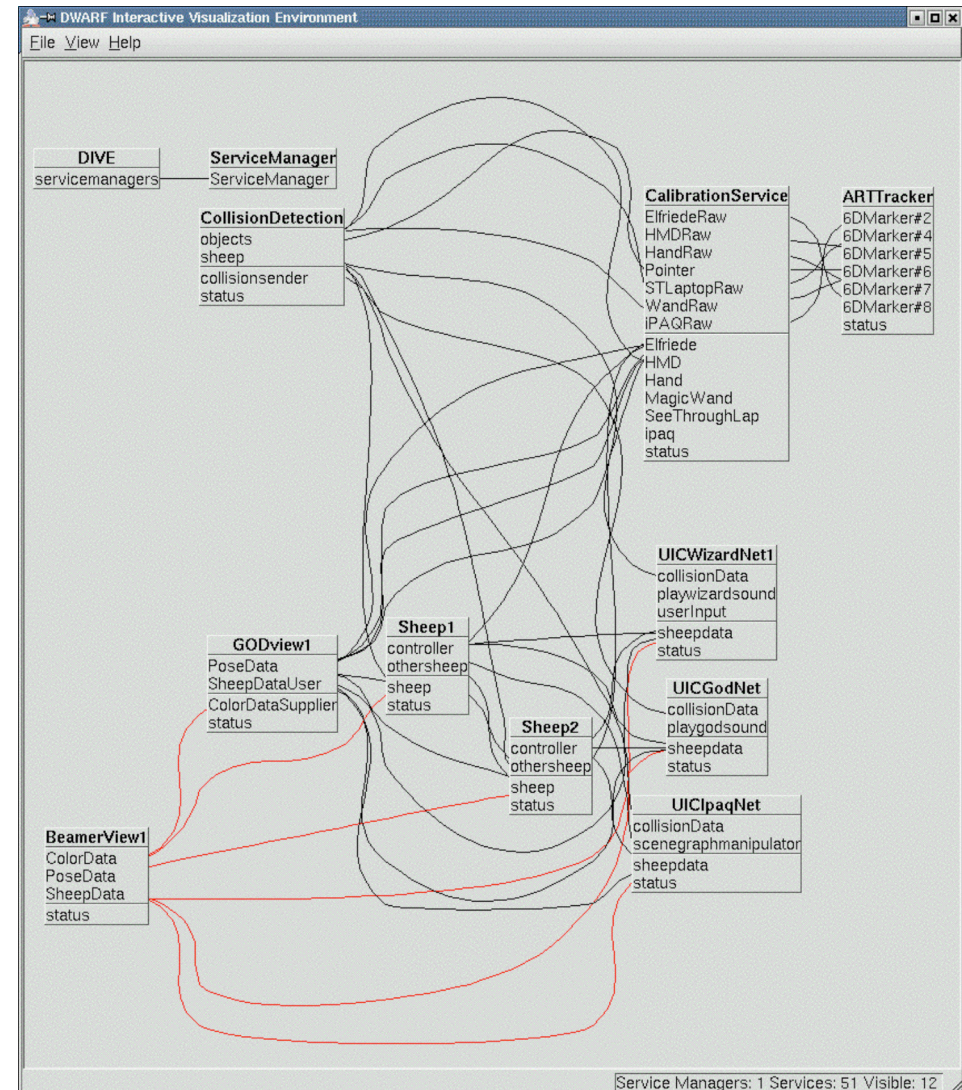 DWARF Interactive Visualization Environment
File View Help
DIVE
servicemanagers
ServiceManager
ServiceManager
CollisionDetection
objects
sheep
collisionsender
status
CalibrationService
ElfriedeRaw
HMDRaw
HandRaw
Pointer
STLaptopRaw
WandRaw
iPAQRaw
Elfriede
HMD
Hand
MagicWand
SeeThroughLap
ipaq
status
ARTTracker
6DMarker#2
6DMarker#4
6DMarker#5
6DMarker#6
6DMarker#7
6DMarker#8
status
UICWizardNet1
collisionData
playwizardsound
userInput
sheepdata
status
GODview1
PoseData
SheepDataUser
ColorDataSupplier
status
Sheep1
controller
othersheep
sheep
status
UICGodNet
collisionData
playgodsound
sheepdata
status
Sheep2
controller
othersheep
sheep
status
UICIpaqNet
collisionData
scenegraphmanipulator
sheepdata
status
BeamerView1
ColorData
PoseData
SheepData
status
Service Managers: 1 Services: 51 Visible: 12